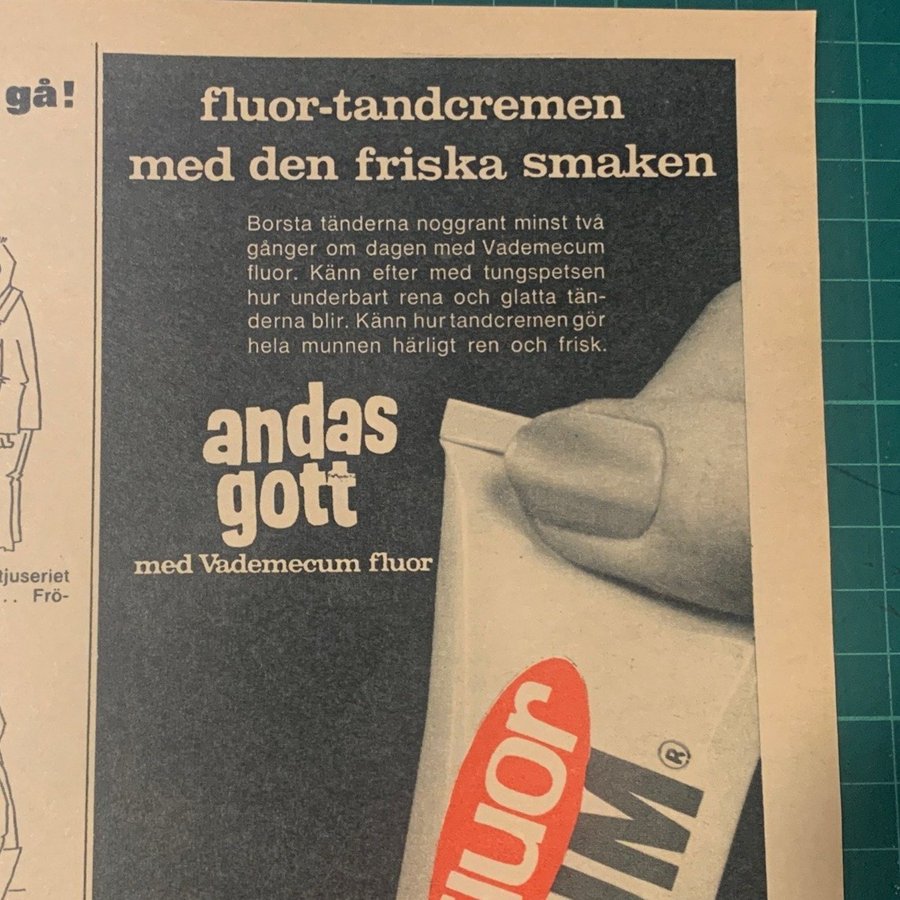 gå!
fluor-tandcremen
med den friska smaken
Borsta tänderna noggrant minst två
gånger om dagen med Vademecum
fluor. Känn efter med tungspetsen
hur underbart rena och glatta tän-
derna blir. Känn hur tandcremen gör
hela munnen härligt ren och frisk.
andas
gott
med Vademecum fluor
tjuseriet
... Frö-
fluor
UM®